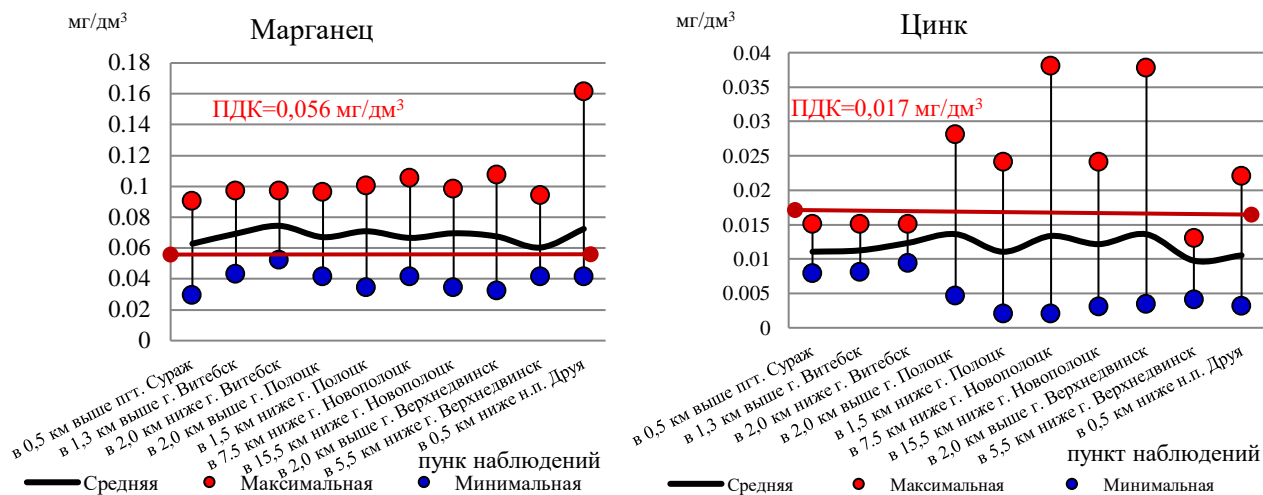 мг/дм³
Марганец
0.18
0.16
0.14
0.12
0.1
0.08
0.06
0.04
0.02
0
ПДК=0,056 мг/дм³
в 0,5 км выше пгт. Сураж
в 1,3 км выше г. Витебск
в 2,0 км ниже г. Витебск
в 2,0 км выше г. Полоцк
в 1,5 км ниже г. Полоцк
в 7,5 км ниже г. Новополоцк
в 15,5 км ниже г. Новополоцк
в 2,0 км выше г. Верхнедвинск
в 5,5 км ниже г. Верхнедвинск
в 0,5 км ниже н.п. Друя
пунк наблюдений
Средняя
Максимальная
Минимальная
мг/дм³
Цинк
0.04
0.035
0.03
0.025
0.02
0.015
0.01
0.005
0
ПДК=0,017 мг/дм³
в 0,5 км выше пгт. Сураж
в 1,3 км выше г. Витебск
в 2,0 км ниже г. Витебск
в 2,0 км выше г. Полоцк
в 1,5 км ниже г. Полоцк
в 7,5 км ниже г. Новополоцк
в 15,5 км ниже г. Новополоцк
в 2,0 км выше г. Верхнедвинск
в 5,5 км ниже г. Верхнедвинск
в 0,5 км ниже н.п. Друя
пункт наблюдений
Средняя
Максимальная
Минимальная